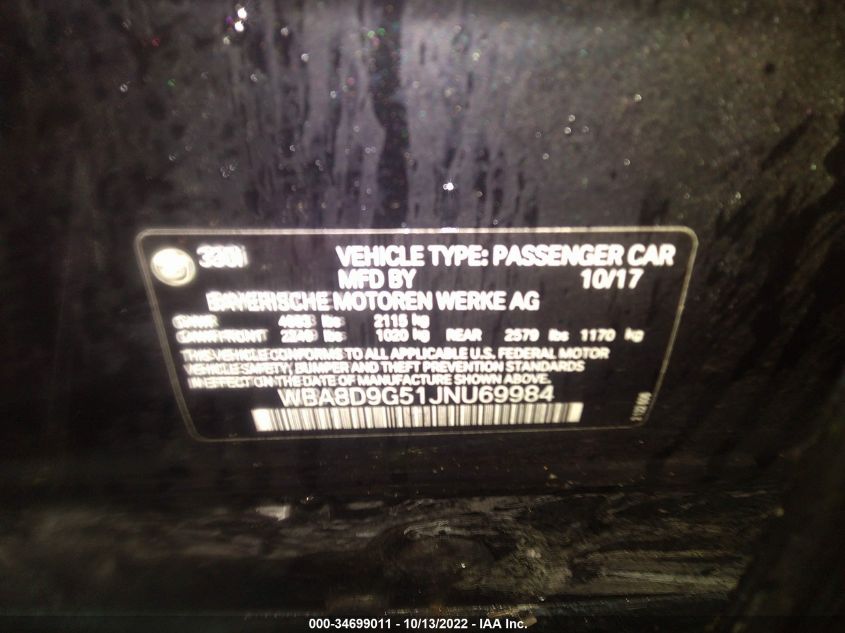 330i VEHICLE TYPE: PASSENGER CAR
MFD BY 10/17
BAYERISCHE MOTOREN WERKE AG
GVWR lbs 2115 kg
GAWR FRONT lbs 1020 kg REAR 2579 lbs 1170 kg
THIS VEHICLE CONFORMS TO ALL APPLICABLE U.S. FEDERAL MOTOR
VEHICLE SAFETY, BUMPER AND THEFT PREVENTION STANDARDS
IN EFFECT ON THE DATE OF MANUFACTURE SHOWN ABOVE.
WBA8D9G51JNU69984
000-34699011 - 10/13/2022 - IAA Inc.